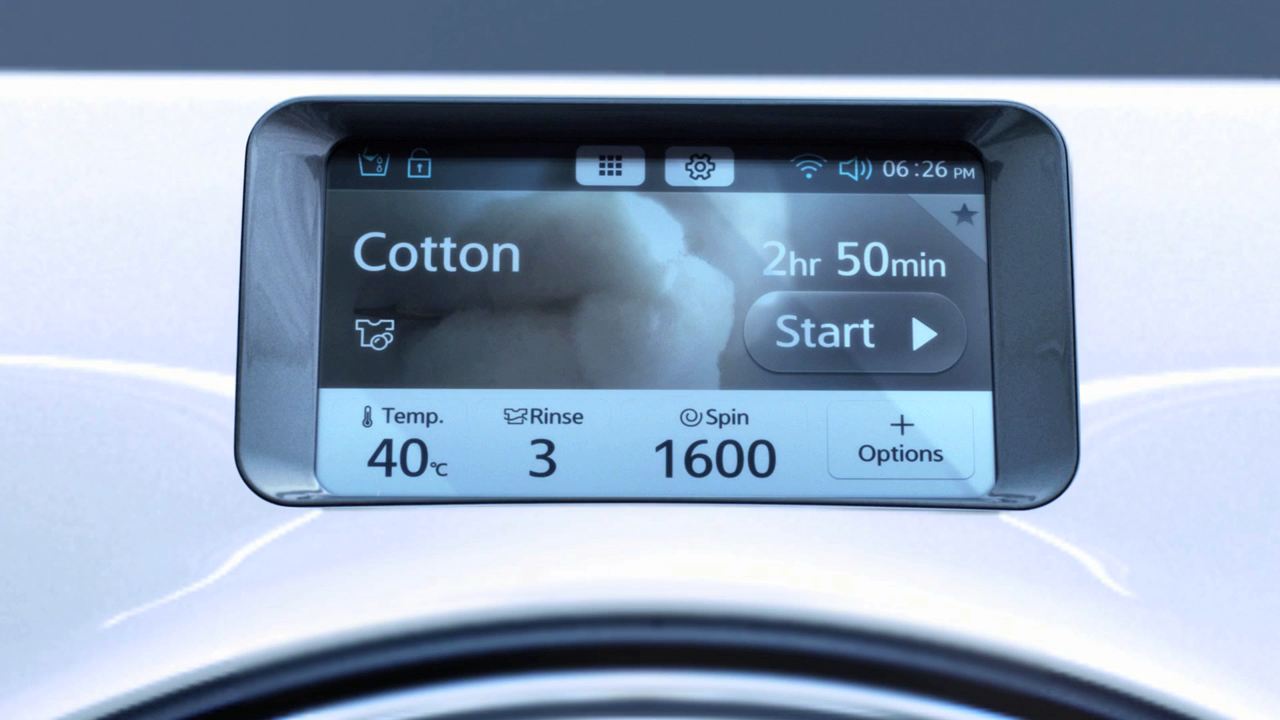 06:26 PM
Cotton
2hr 50min
Start
Temp.
40℃
Rinse
3
Spin
1600
+
Options